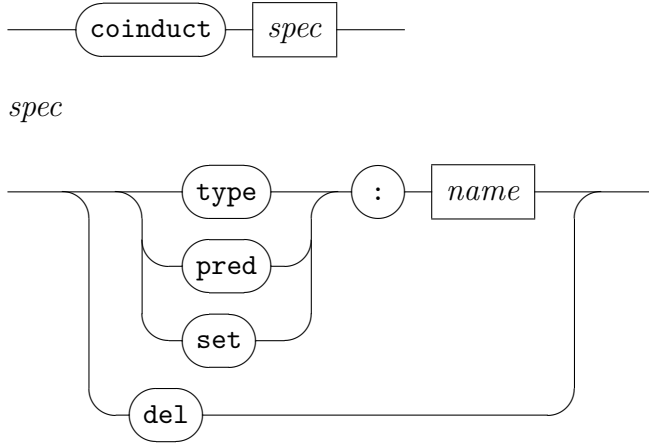 coinduct spec
spec
type : name
pred
set
del